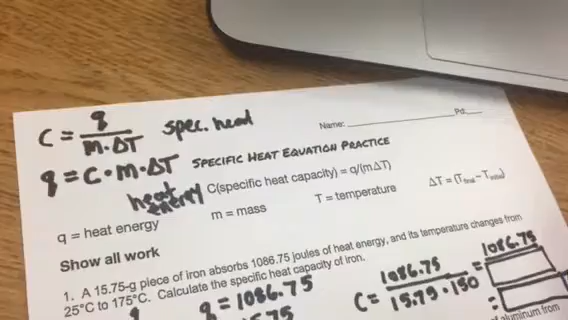 C = q / m·ΔT spec. heat
Name: Pd:
q = C·m·ΔT SPECIFIC HEAT EQUATION PRACTICE
heat energy C(specific heat capacity) = q/(mΔT)
q = heat energy m = mass T = temperature ΔT = (Tfinal – Tinitial)
Show all work
1. A 15.75-g piece of iron absorbs 1086.75 joules of heat energy, and its temperature changes from
25°C to 175°C. Calculate the specific heat capacity of iron.
q = 1086.75
C = 1086.75 / 15.75 · 150 = 1086.75
=
aluminum from